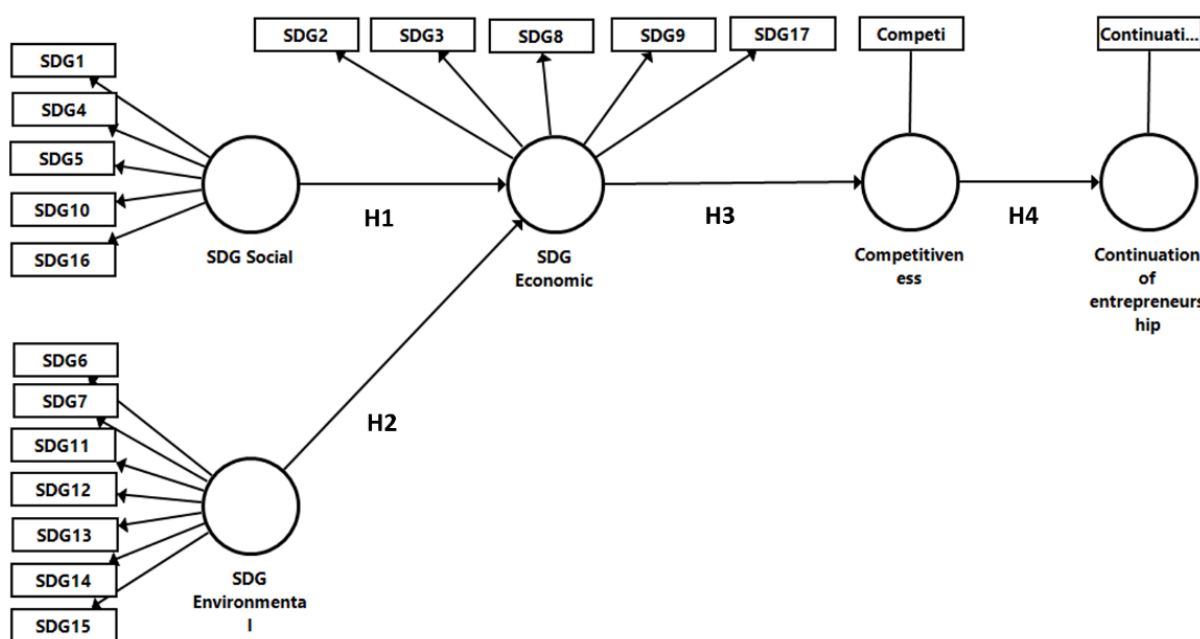 SDG2
SDG3
SDG8
SDG9
SDG17
Competi
Continuati...
SDG1
SDG4
SDG5
SDG10
SDG16
H1
H3
H4
SDG Social
SDG
Economic
Competitiven
ess
Continuation
of
entrepreneurs
hip
SDG6
SDG7
SDG11
SDG12
SDG13
SDG14
SDG15
H2
SDG
Environmenta
l